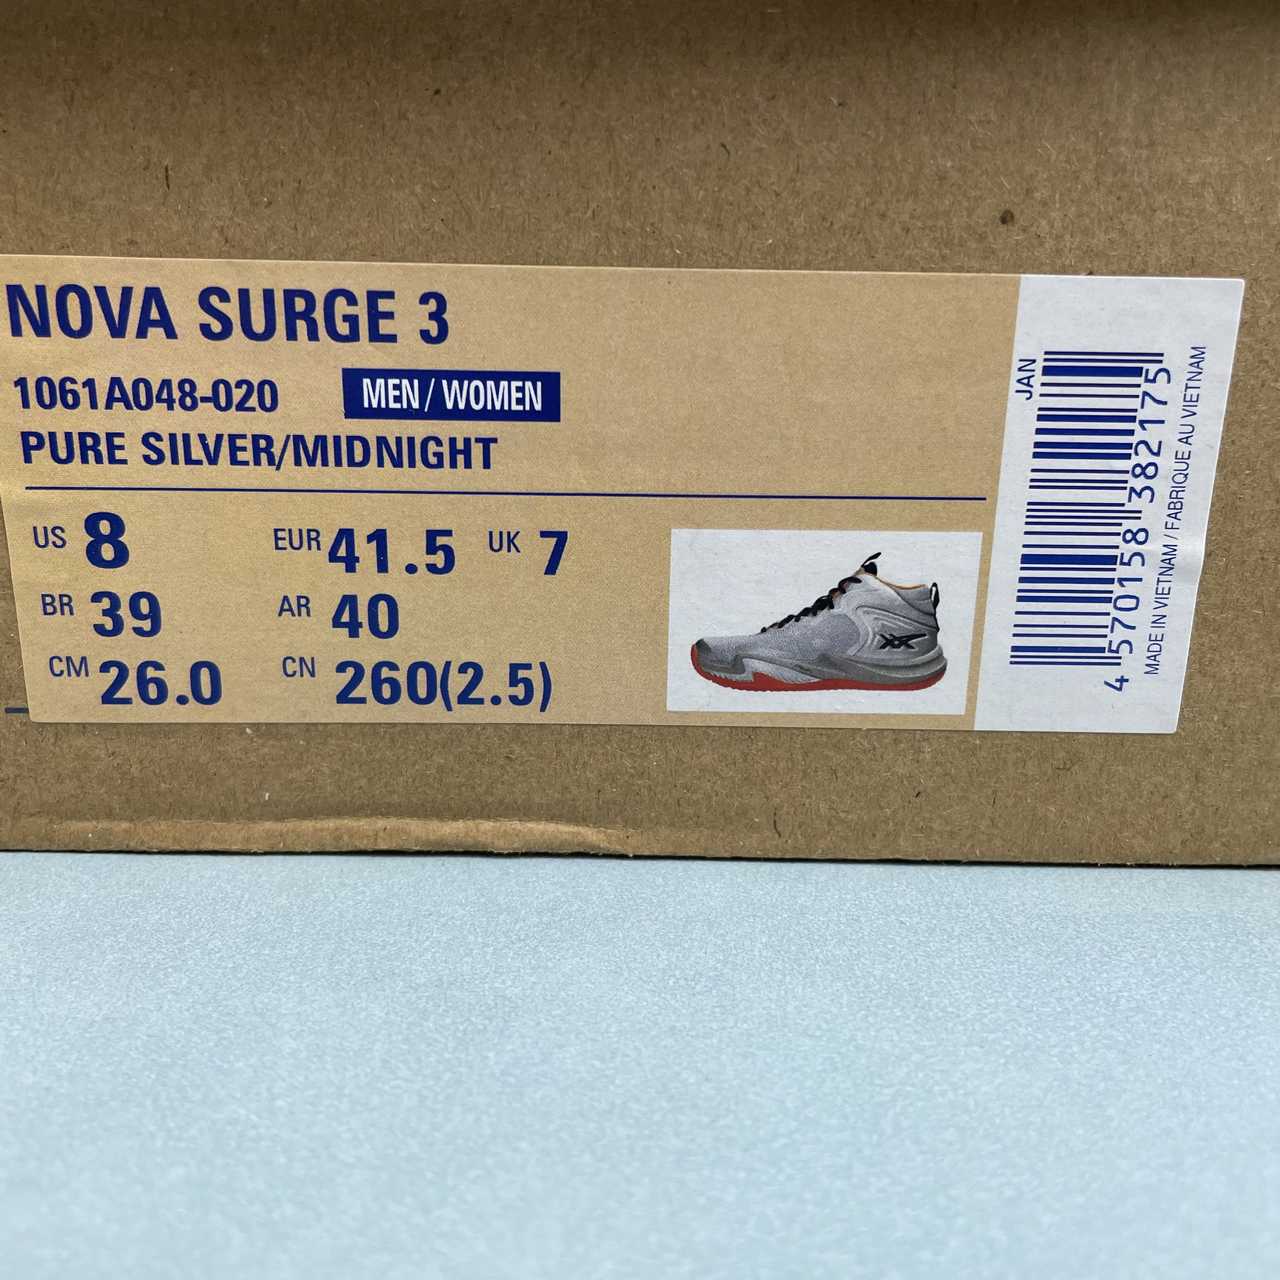 NOVA SURGE 3
1061A048-020 MEN / WOMEN
PURE SILVER/MIDNIGHT
US 8 EUR 41.5 UK 7
BR 39 AR 40
CM 26.0 CN 260(2.5)
JAN
4 570158 382175
MADE IN VIETNAM / FABRIQUE AU VIETNAM